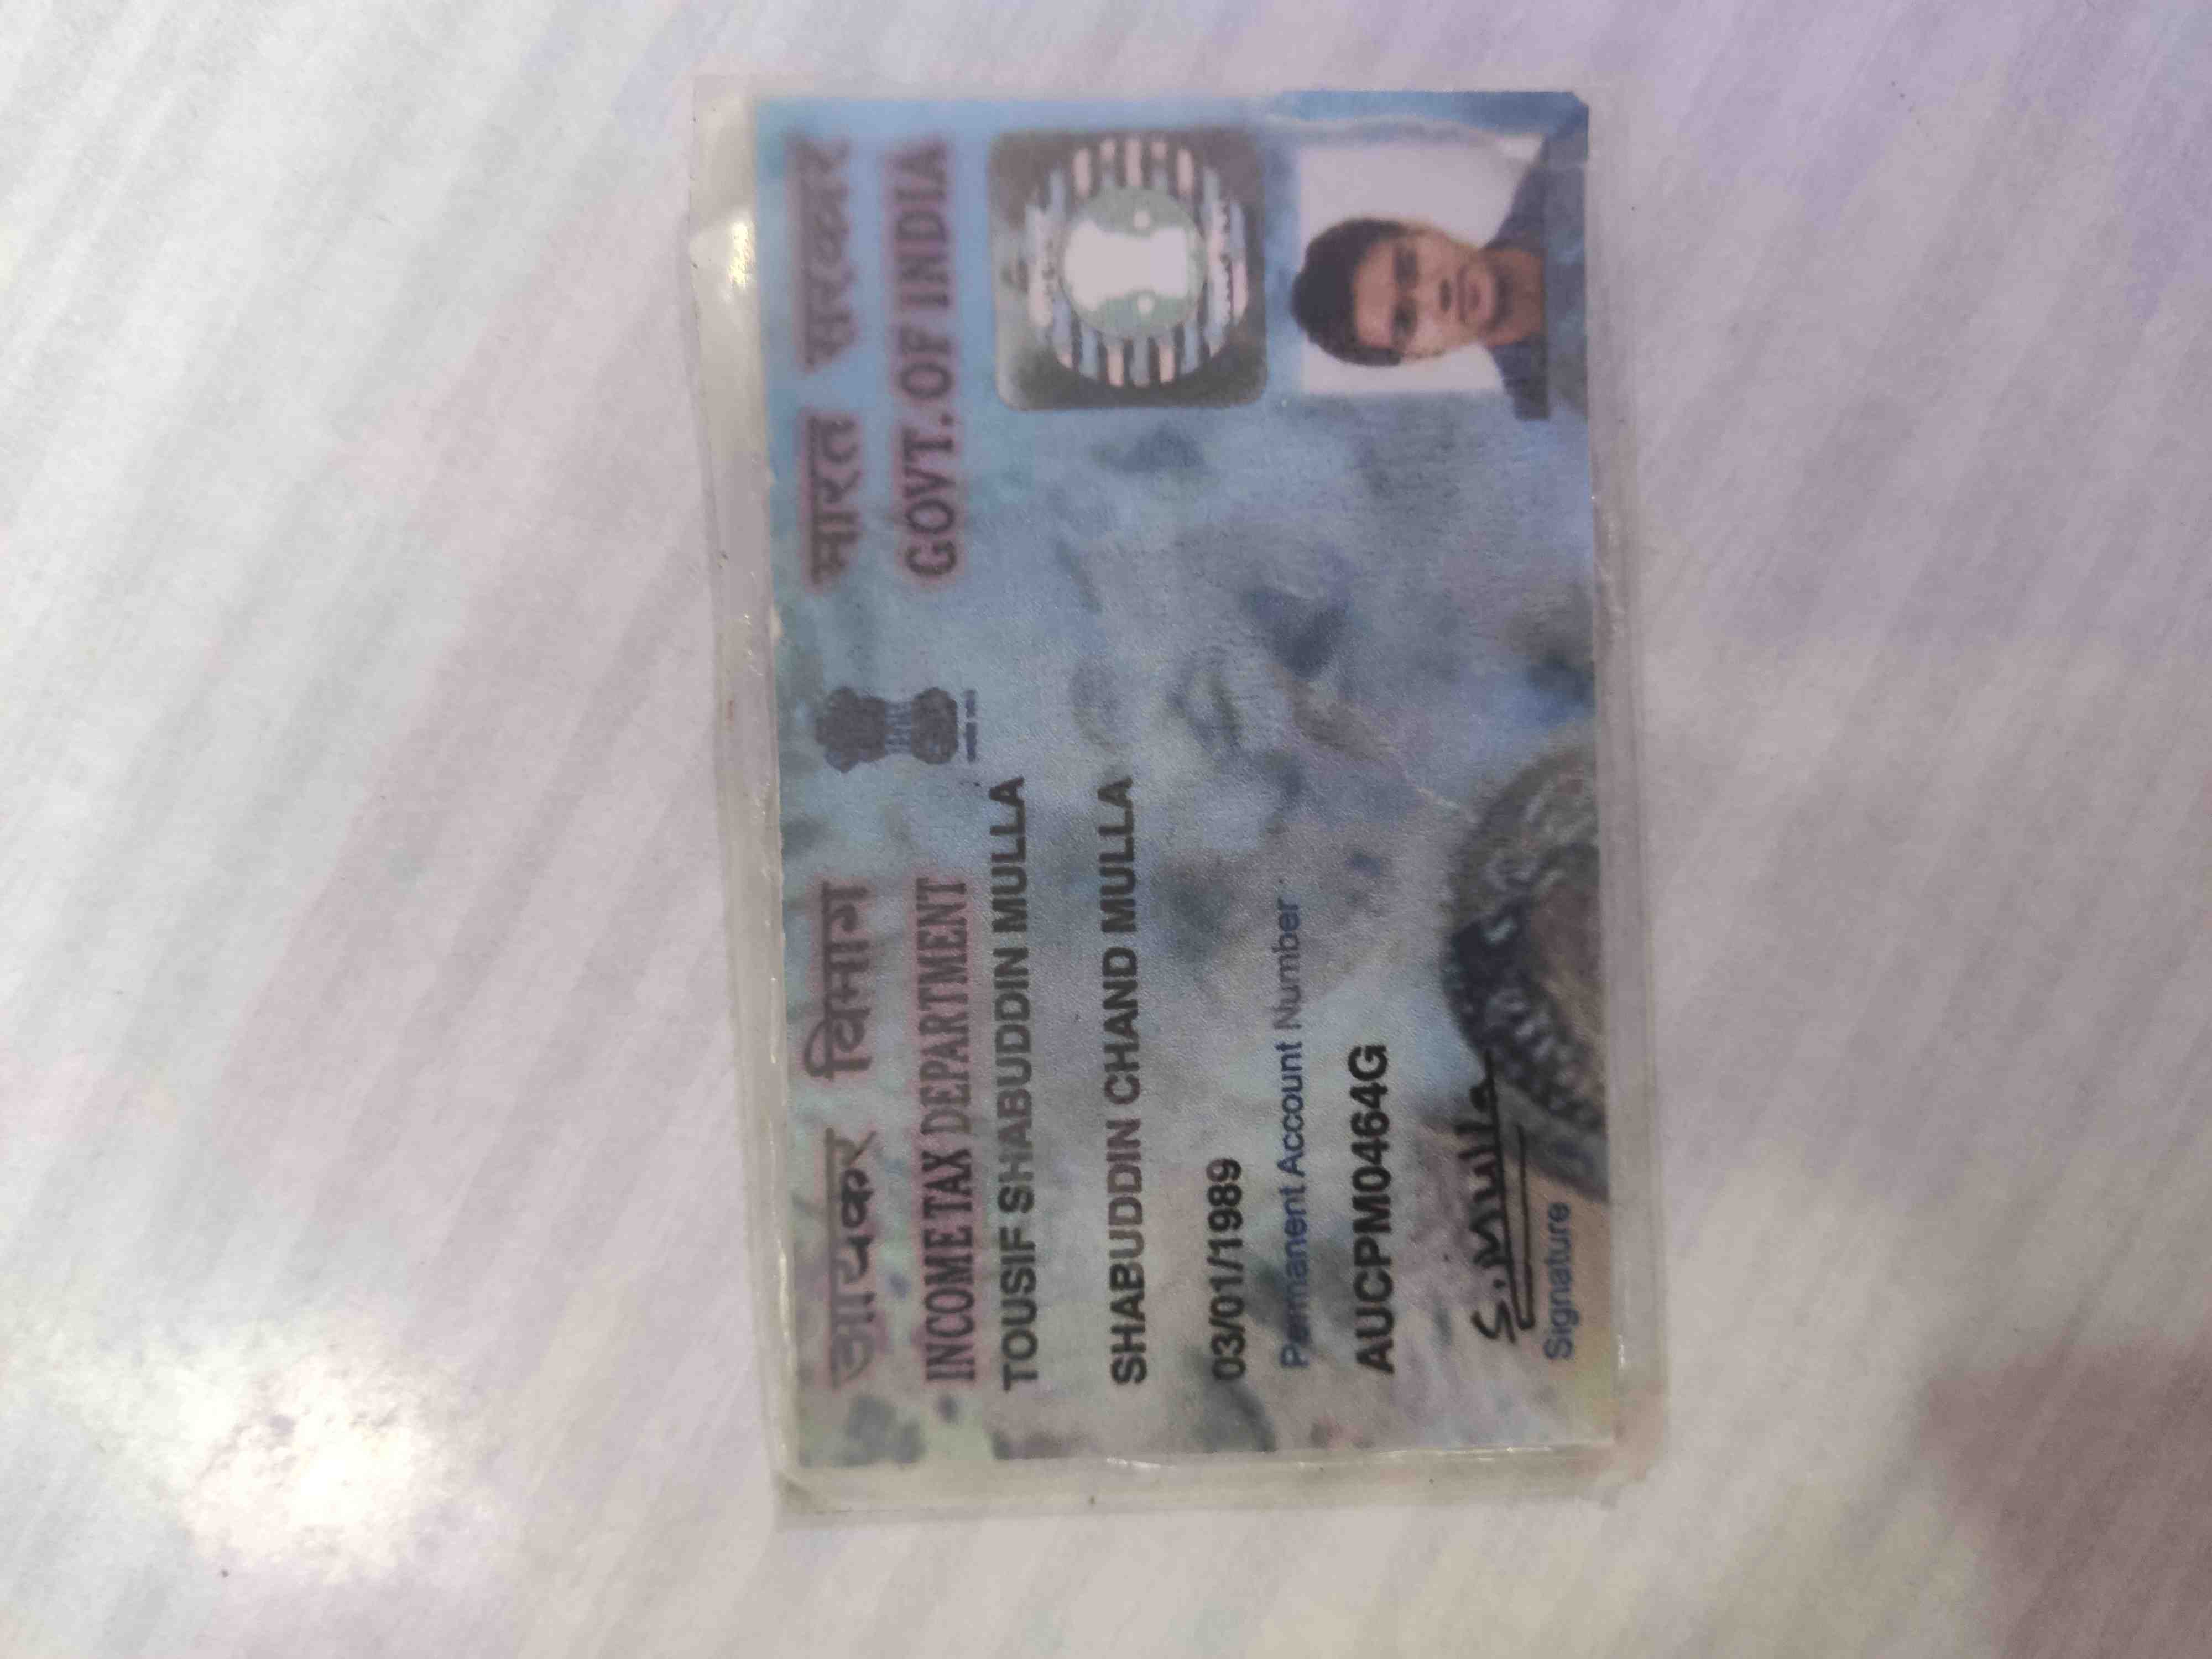 आयकर विभाग
INCOME TAX DEPARTMENT
भारत सरकार
GOVT. OF INDIA
TOUSIF SHABUDDIN MULLA
SHABUDDIN CHAND MULLA
03/01/1989
Permanent Account Number
AUCPM0464G
S.Mulla
Signature